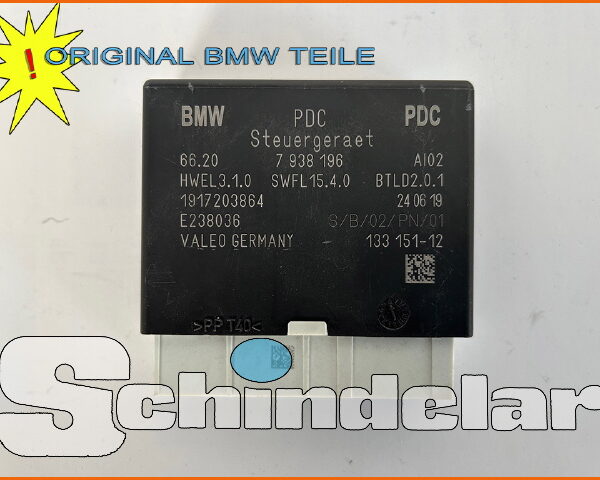 ! ORIGINAL BMW TEILE
BMW PDC PDC
Steuergeraet
66.20 7 938 196 AI02
HWEL3.1.0 SWFL15.4.0 BTLD2.0.1
1917203864 24 06 19
E238036 S/B/02/PN/01
VALEO GERMANY 133 151-12
>PP T40<
Schindelar